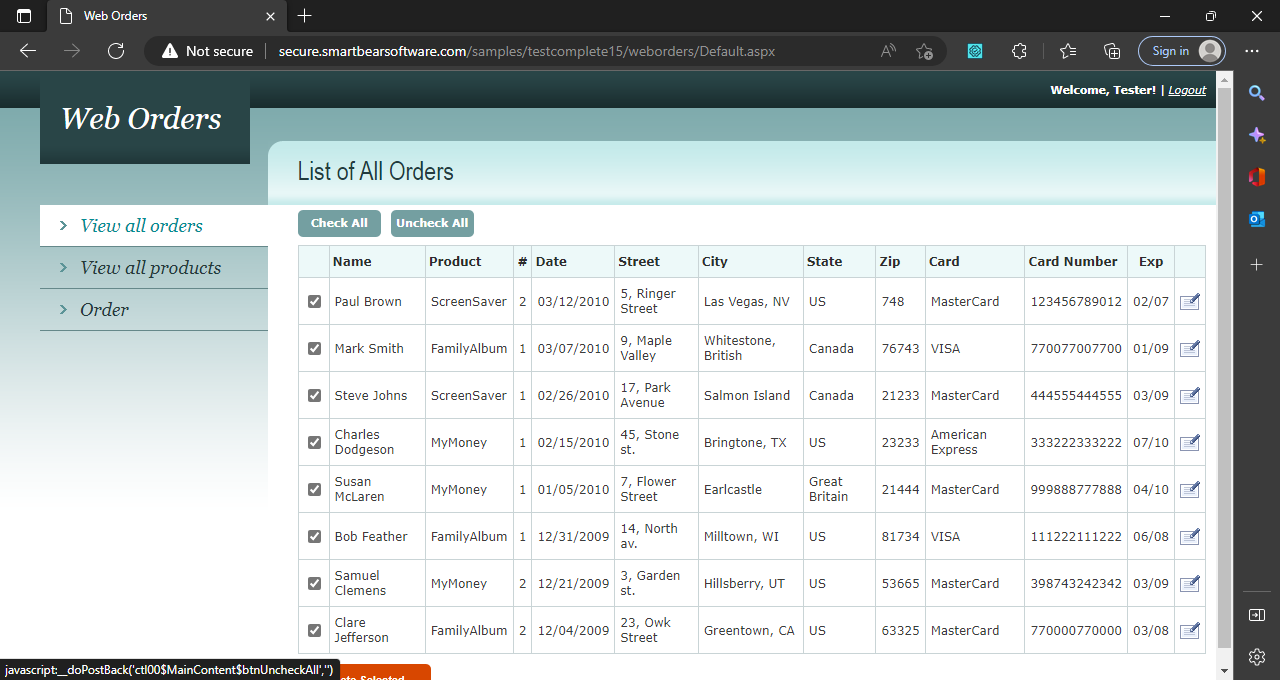 Web Orders
Not secure
secure.smartbearsoftware.com/samples/testcomplete15/weborders/Default.aspx
Sign in
Welcome, Tester! | Logout
Web Orders
List of All Orders
View all orders
View all products
Order
Check All Uncheck All
Name Product # Date Street City State Zip Card Card Number Exp
Paul Brown ScreenSaver 2 03/12/2010 5, Ringer Street Las Vegas, NV US 748 MasterCard 123456789012 02/07
Mark Smith FamilyAlbum 1 03/07/2010 9, Maple Valley Whitestone, British Canada 76743 VISA 770077007700 01/09
Steve Johns ScreenSaver 1 02/26/2010 17, Park Avenue Salmon Island Canada 21233 MasterCard 444555444555 03/09
Charles Dodgeson MyMoney 1 02/15/2010 45, Stone st. Bringtone, TX US 23233 American Express 333222333222 07/10
Susan McLaren MyMoney 1 01/05/2010 7, Flower Street Earlcastle Great Britain 21444 MasterCard 999888777888 04/10
Bob Feather FamilyAlbum 1 12/31/2009 14, North av. Milltown, WI US 81734 VISA 111222111222 06/08
Samuel Clemens MyMoney 2 12/21/2009 3, Garden st. Hillsberry, UT US 53665 MasterCard 398743242342 03/09
Clare Jefferson FamilyAlbum 2 12/04/2009 23, Owk Street Greentown, CA US 63325 MasterCard 770000770000 03/08
javascript:__doPostBack('ctl00$MainContent$btnUncheckAll','')
Selected